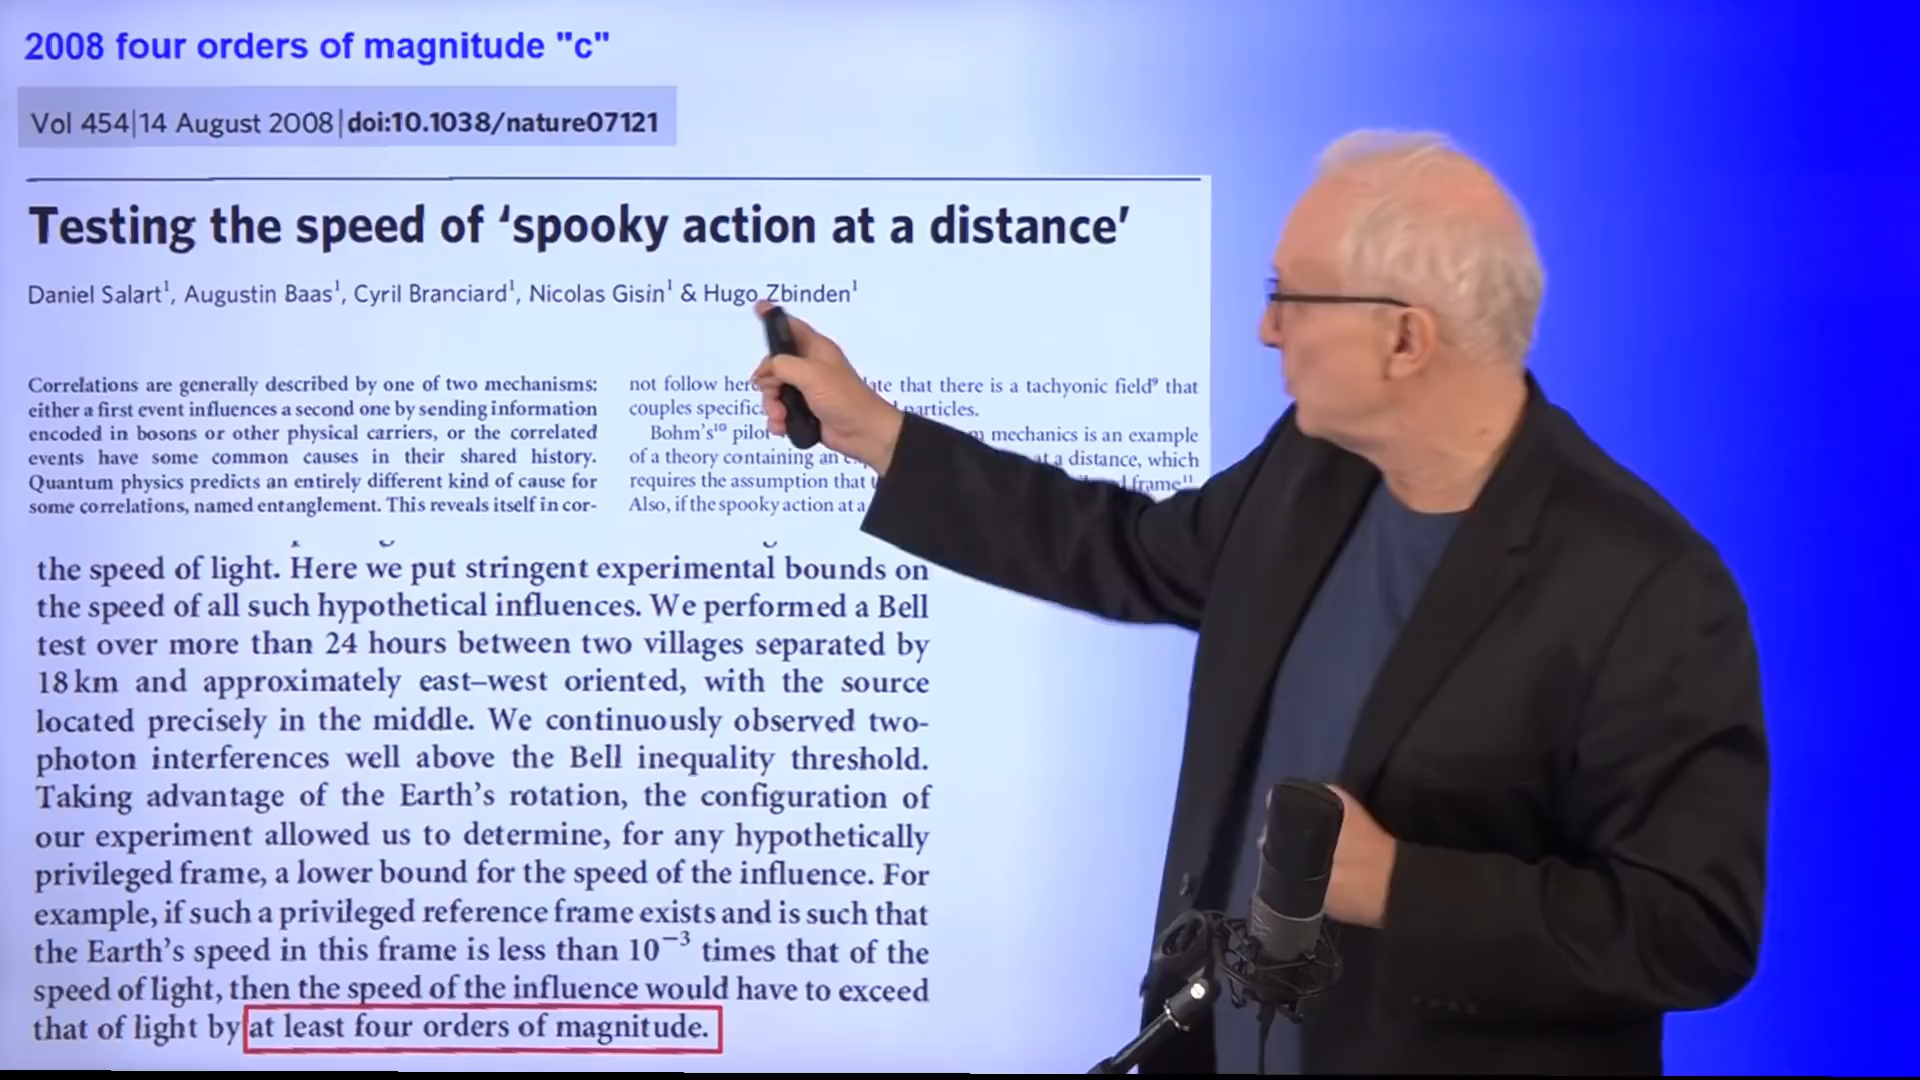 2008 four orders of magnitude "c"
Vol 454|14 August 2008|doi:10.1038/nature07121
Testing the speed of ‘spooky action at a distance’
Daniel Salart¹, Augustin Baas¹, Cyril Branciard¹, Nicolas Gisin¹ & Hugo Zbinden¹
Correlations are generally described by one of two mechanisms:
either a first event influences a second one by sending information
encoded in bosons or other physical carriers, or the correlated
events have some common causes in their shared history.
Quantum physics predicts an entirely different kind of cause for
some correlations, named entanglement. This reveals itself in cor-
not follow that there is a tachyonic field⁹ that
couples particles.
Bohm's¹⁰ mechanics is an example
of a theory containing an at a distance, which
requires the assumption that frame¹¹
Also, if the spooky action at a
the speed of light. Here we put stringent experimental bounds on
the speed of all such hypothetical influences. We performed a Bell
test over more than 24 hours between two villages separated by
18 km and approximately east–west oriented, with the source
located precisely in the middle. We continuously observed two-
photon interferences well above the Bell inequality threshold.
Taking advantage of the Earth's rotation, the configuration of
our experiment allowed us to determine, for any hypothetically
privileged frame, a lower bound for the speed of the influence. For
example, if such a privileged reference frame exists and is such that
the Earth's speed in this frame is less than 10⁻³ times that of the
speed of light, then the speed of the influence would have to exceed
that of light by at least four orders of magnitude.